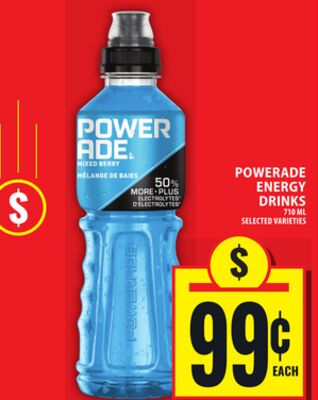 POWER
ADE
MIXED BERRY
MÉLANGE DE BAIES
50%
MORE • PLUS
ELECTROLYTES*
D'ÉLECTROLYTES*
POWERADE
$
POWERADE
ENERGY
DRINKS
710 ML
SELECTED VARIETIES
$
99¢
EACH